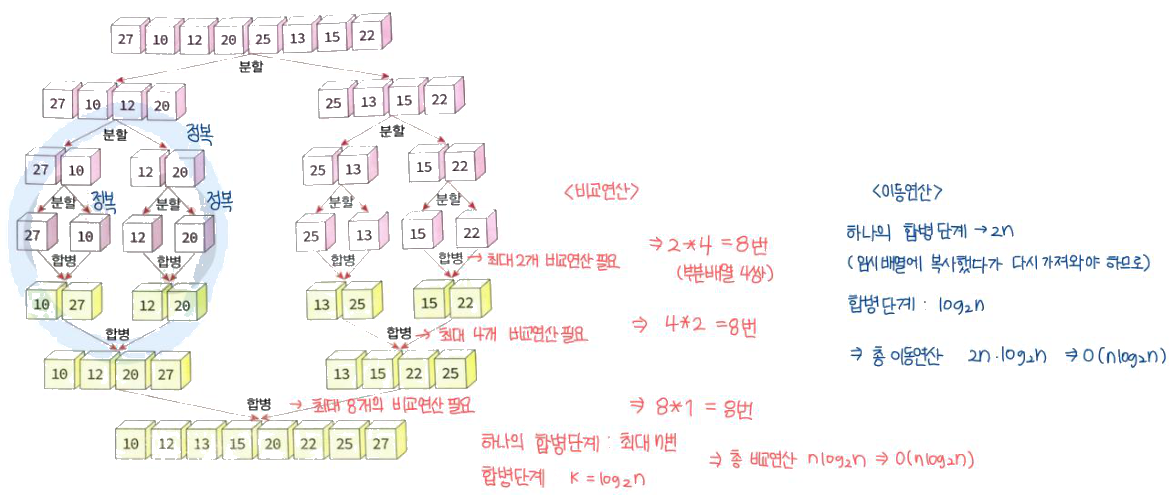 27 10 12 20 25 13 15 22
분할
27 10 12 20
25 13 15 22
분할 정복
분할
27 10
12 20
25 13
15 22
분할 정복
분할 정복
분할
분할
27 10 12 20
25 13 15 22
합병
합병
합병
합병 → 최대 2개 비교연산 필요
10 27
12 20
13 25
15 22
합병
합병 → 최대 4개 비교연산 필요
10 12 20 27
13 15 22 25
합병 → 최대 8개의 비교연산 필요
10 12 13 15 20 22 25 27
<비교연산>
⇒ 2*4 = 8번
(부분배열 4쌍)
⇒ 4*2 = 8번
⇒ 8*1 = 8번
하나의 합병단계 : 최대 n번
합병단계 k = log₂n
⇒ 총 비교연산 nlog₂n ⇒ O(nlog₂n)
<이동연산>
하나의 합병단계 → 2n
(임시배열에 복사했다가 다시 가져와야 하므로)
합병단계 : log₂n
⇒ 총 이동연산 2n·log₂n ⇒ O(nlog₂n)